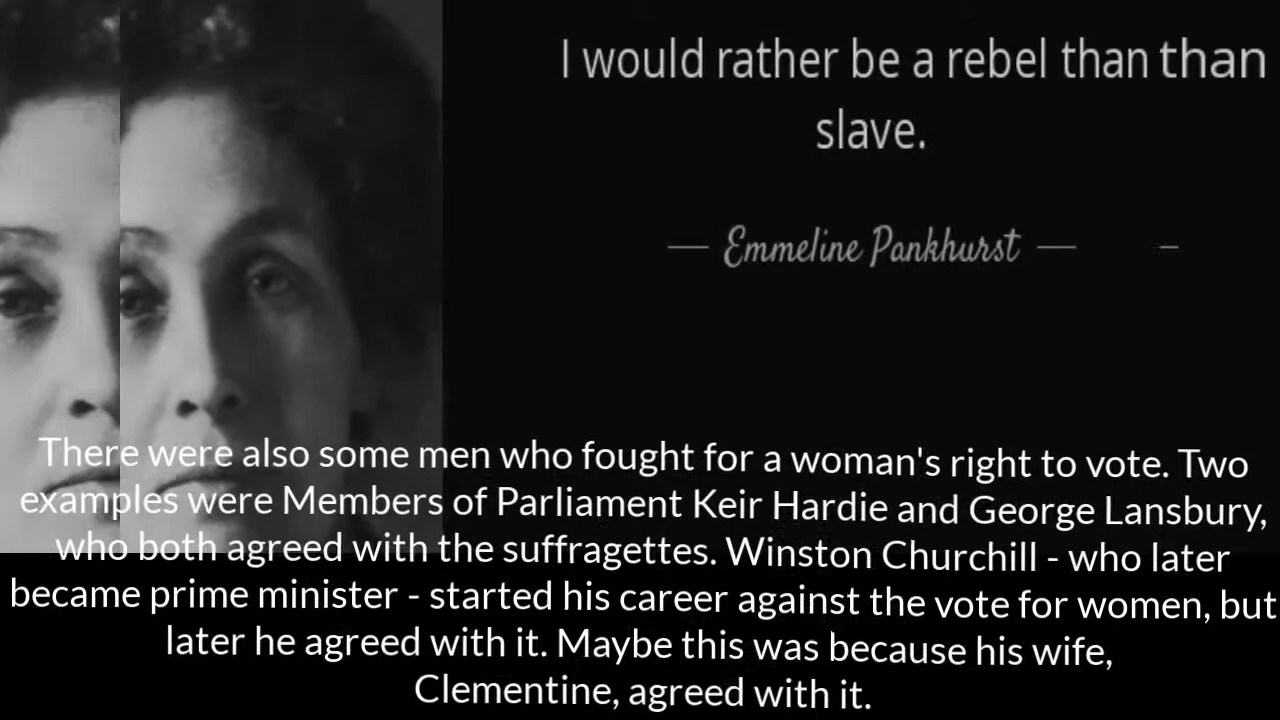 I would rather be a rebel than than
slave.
— Emmeline Pankhurst — –
There were also some men who fought for a woman's right to vote. Two
examples were Members of Parliament Keir Hardie and George Lansbury,
who both agreed with the suffragettes. Winston Churchill - who later
became prime minister - started his career against the vote for women, but
later he agreed with it. Maybe this was because his wife,
Clementine, agreed with it.